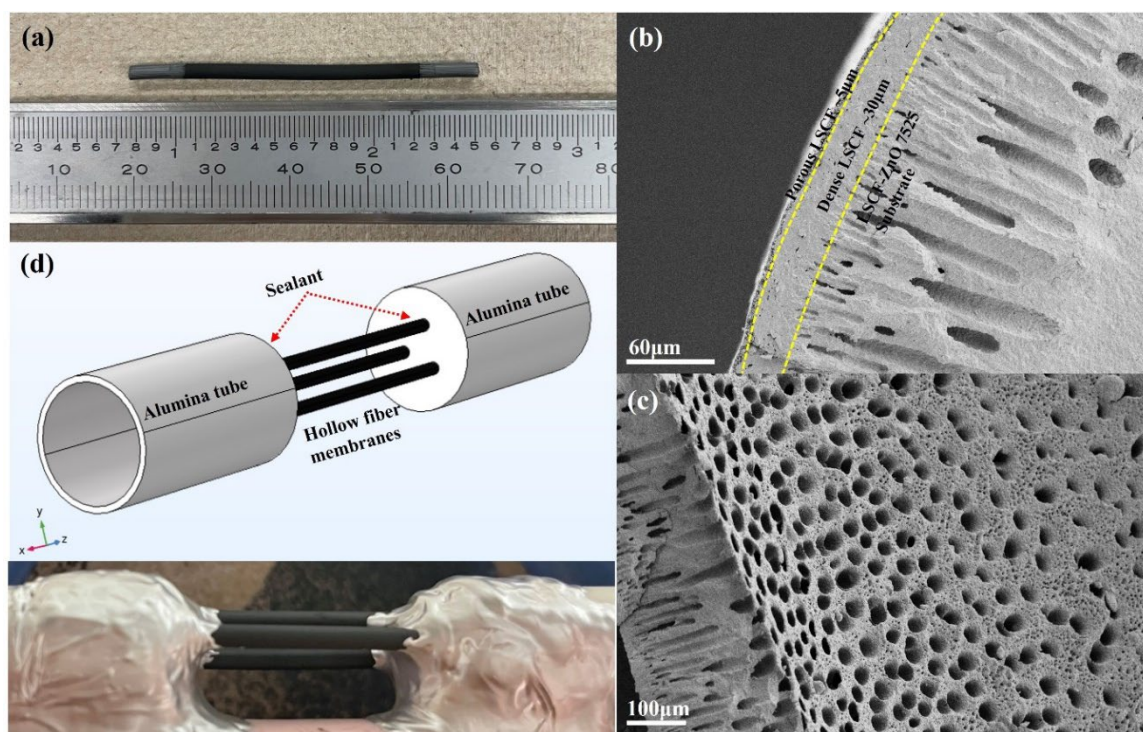 (a)
2 3 4 5 6 7 8 9 1 2 3 4 5 6 7 8 9 2 1 2 3 4 5 6 7 8 9 3 1 2
10 20 30 40 50 60 70 80
(b)
Porous LSCF ~5µm
Dense LSCF ~30µm
LSCF-ZnO 7525
Substrate
60µm
(d)
Sealant
Alumina tube
Alumina tube
Hollow fiber
membranes
y
x
z
(c)
100µm